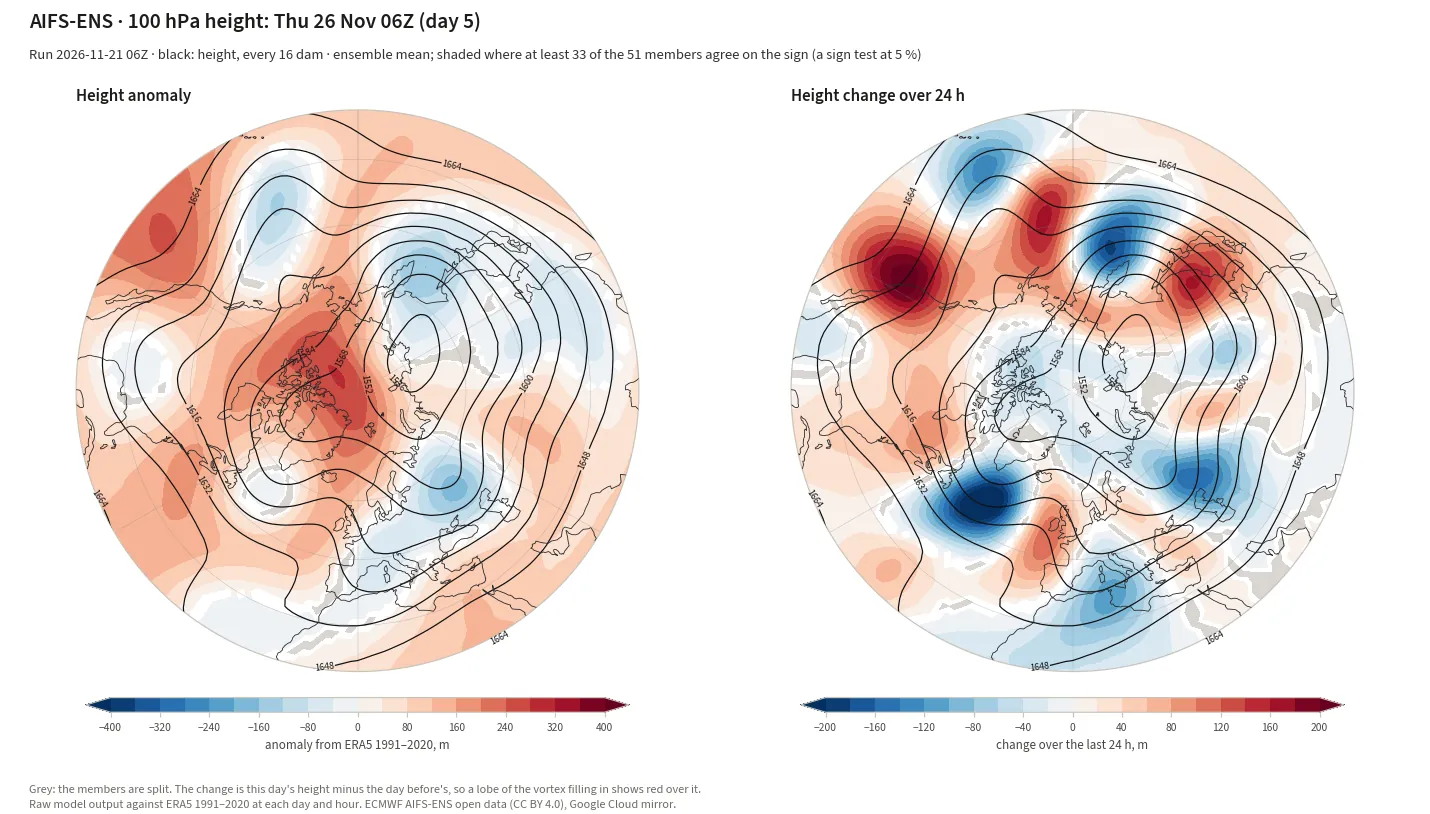 AIFS-ENS · 100 hPa height: Thu 26 Nov 06Z (day 5)
Run 2026-11-21 06Z · black: height, every 16 dam · ensemble mean; shaded where at least 33 of the 51 members agree on the sign (a sign test at 5 %)
Height anomaly
Height change over 24 h
1664
1664
1568
1552
1600
1616
1632
1648
1664
1664
1648
1664
1664
1568
1552
1600
1616
1632
1648
1664
1664
1648
−400 −320 −240 −160 −80 0 80 160 240 320 400
anomaly from ERA5 1991–2020, m
−200 −160 −120 −80 −40 0 40 80 120 160 200
change over the last 24 h, m
Grey: the members are split. The change is this day's height minus the day before's, so a lobe of the vortex filling in shows red over it.
Raw model output against ERA5 1991–2020 at each day and hour. ECMWF AIFS-ENS open data (CC BY 4.0), Google Cloud mirror.